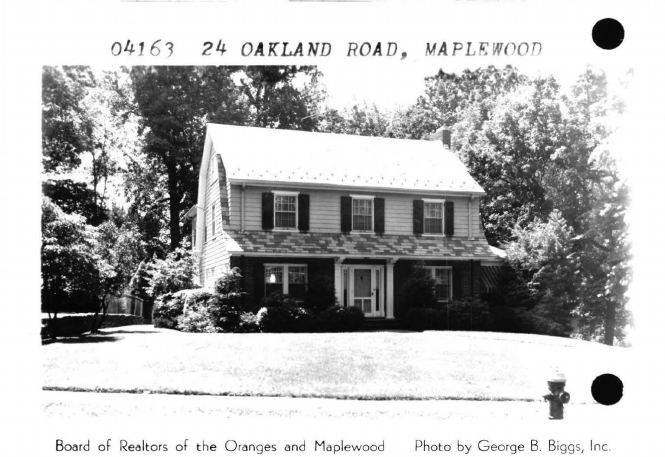 04163 24 OAKLAND ROAD, MAPLEWOOD
Board of Realtors of the Oranges and Maplewood Photo by George B. Biggs, Inc.